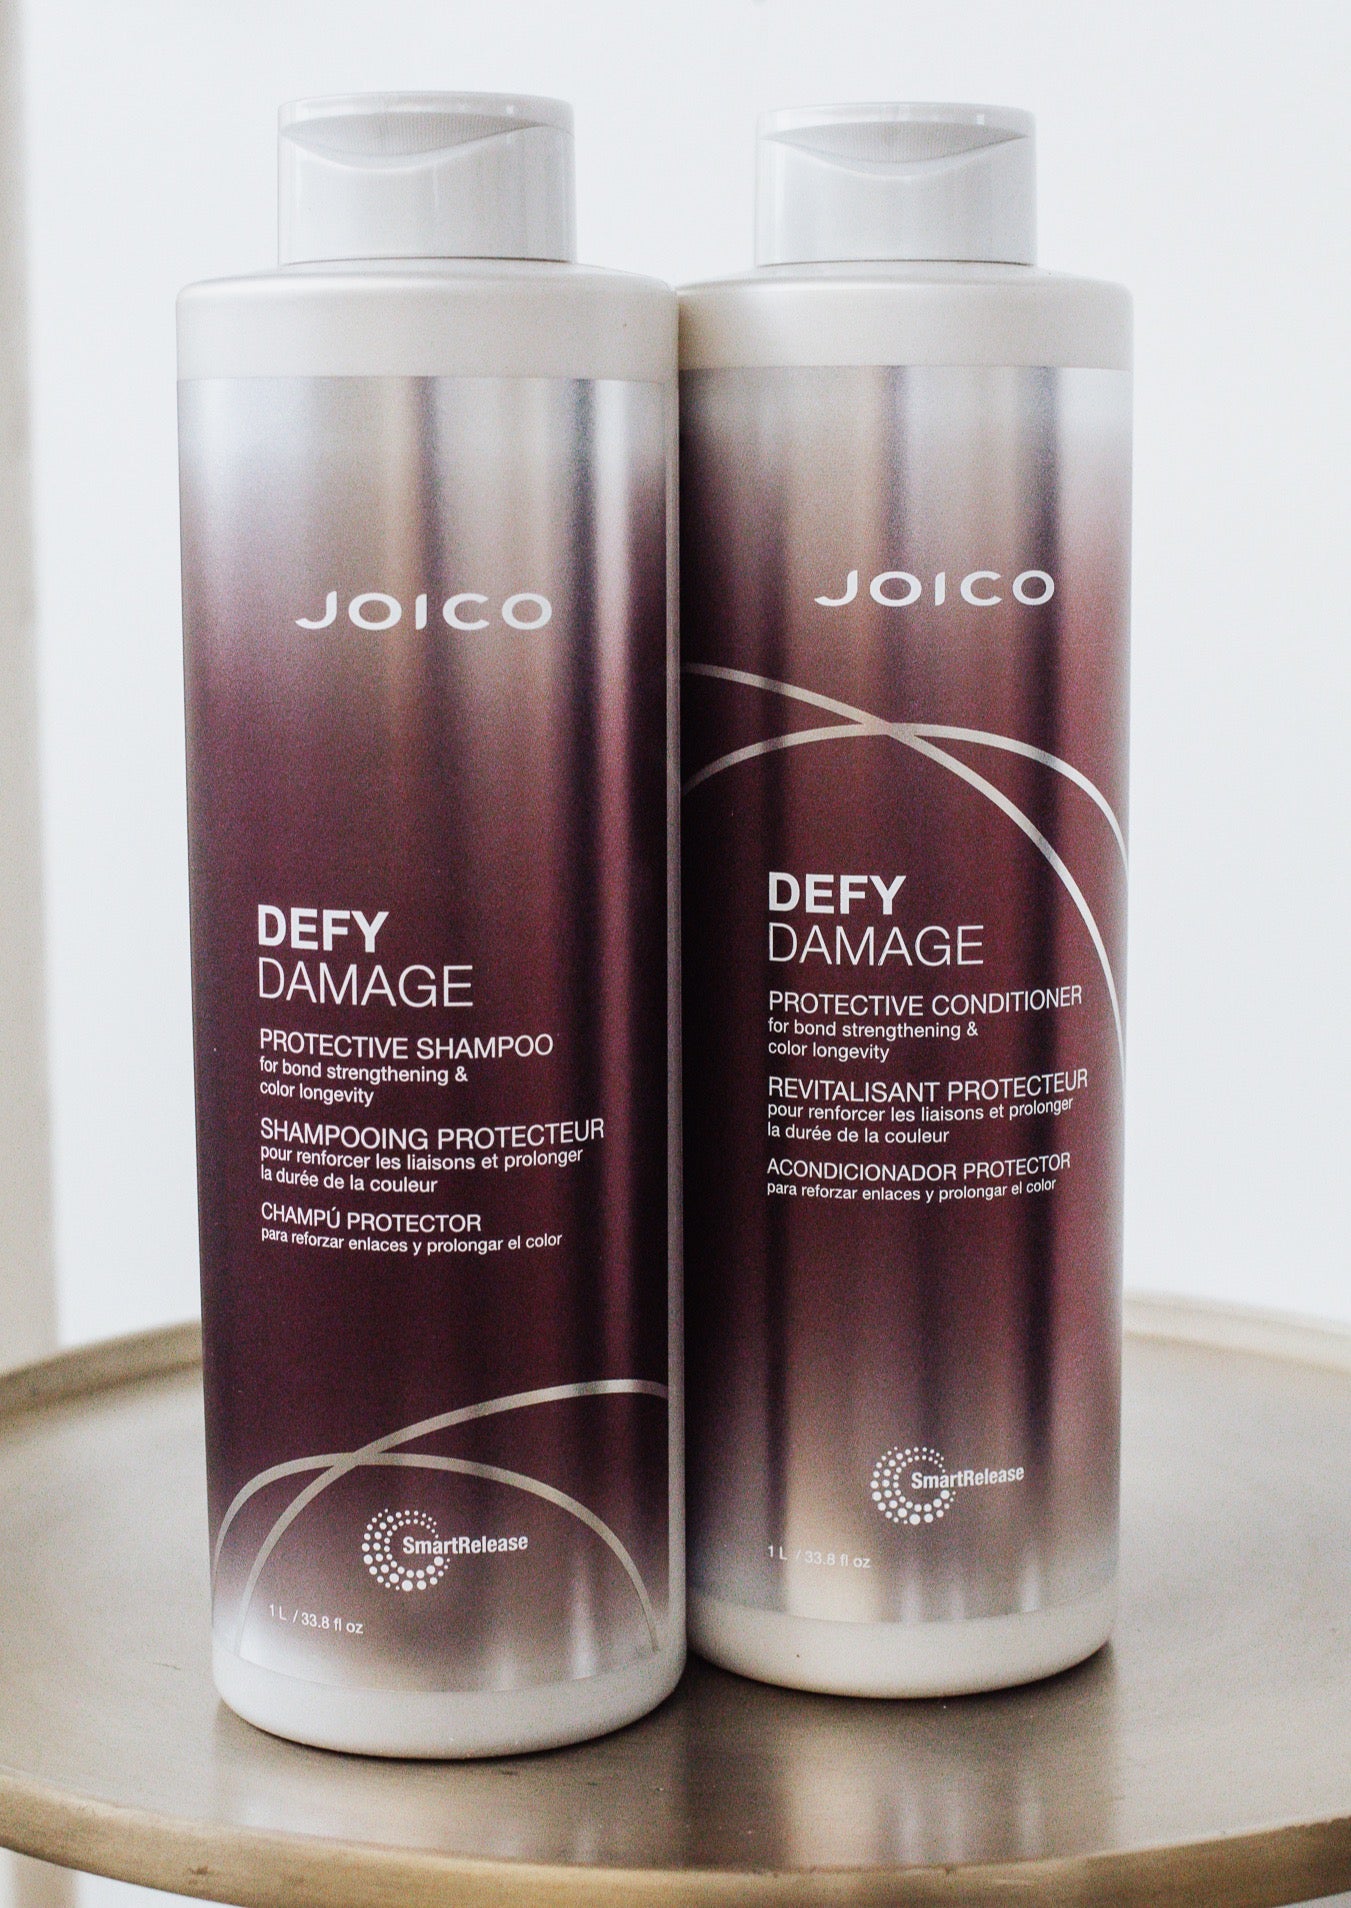 JOICO
DEFY
DAMAGE
PROTECTIVE SHAMPOO
for bond strengthening &
color longevity
SHAMPOOING PROTECTEUR
pour renforcer les liaisons et prolonger
la durée de la couleur
CHAMPÚ PROTECTOR
para reforzar enlaces y prolongar el color
SmartRelease
1 L / 33.8 fl oz
JOICO
DEFY
DAMAGE
PROTECTIVE CONDITIONER
for bond strengthening &
color longevity
REVITALISANT PROTECTEUR
pour renforcer les liaisons et prolonger
la durée de la couleur
ACONDICIONADOR PROTECTOR
para reforzar enlaces y prolongar el color
SmartRelease
1 L / 33.8 fl oz